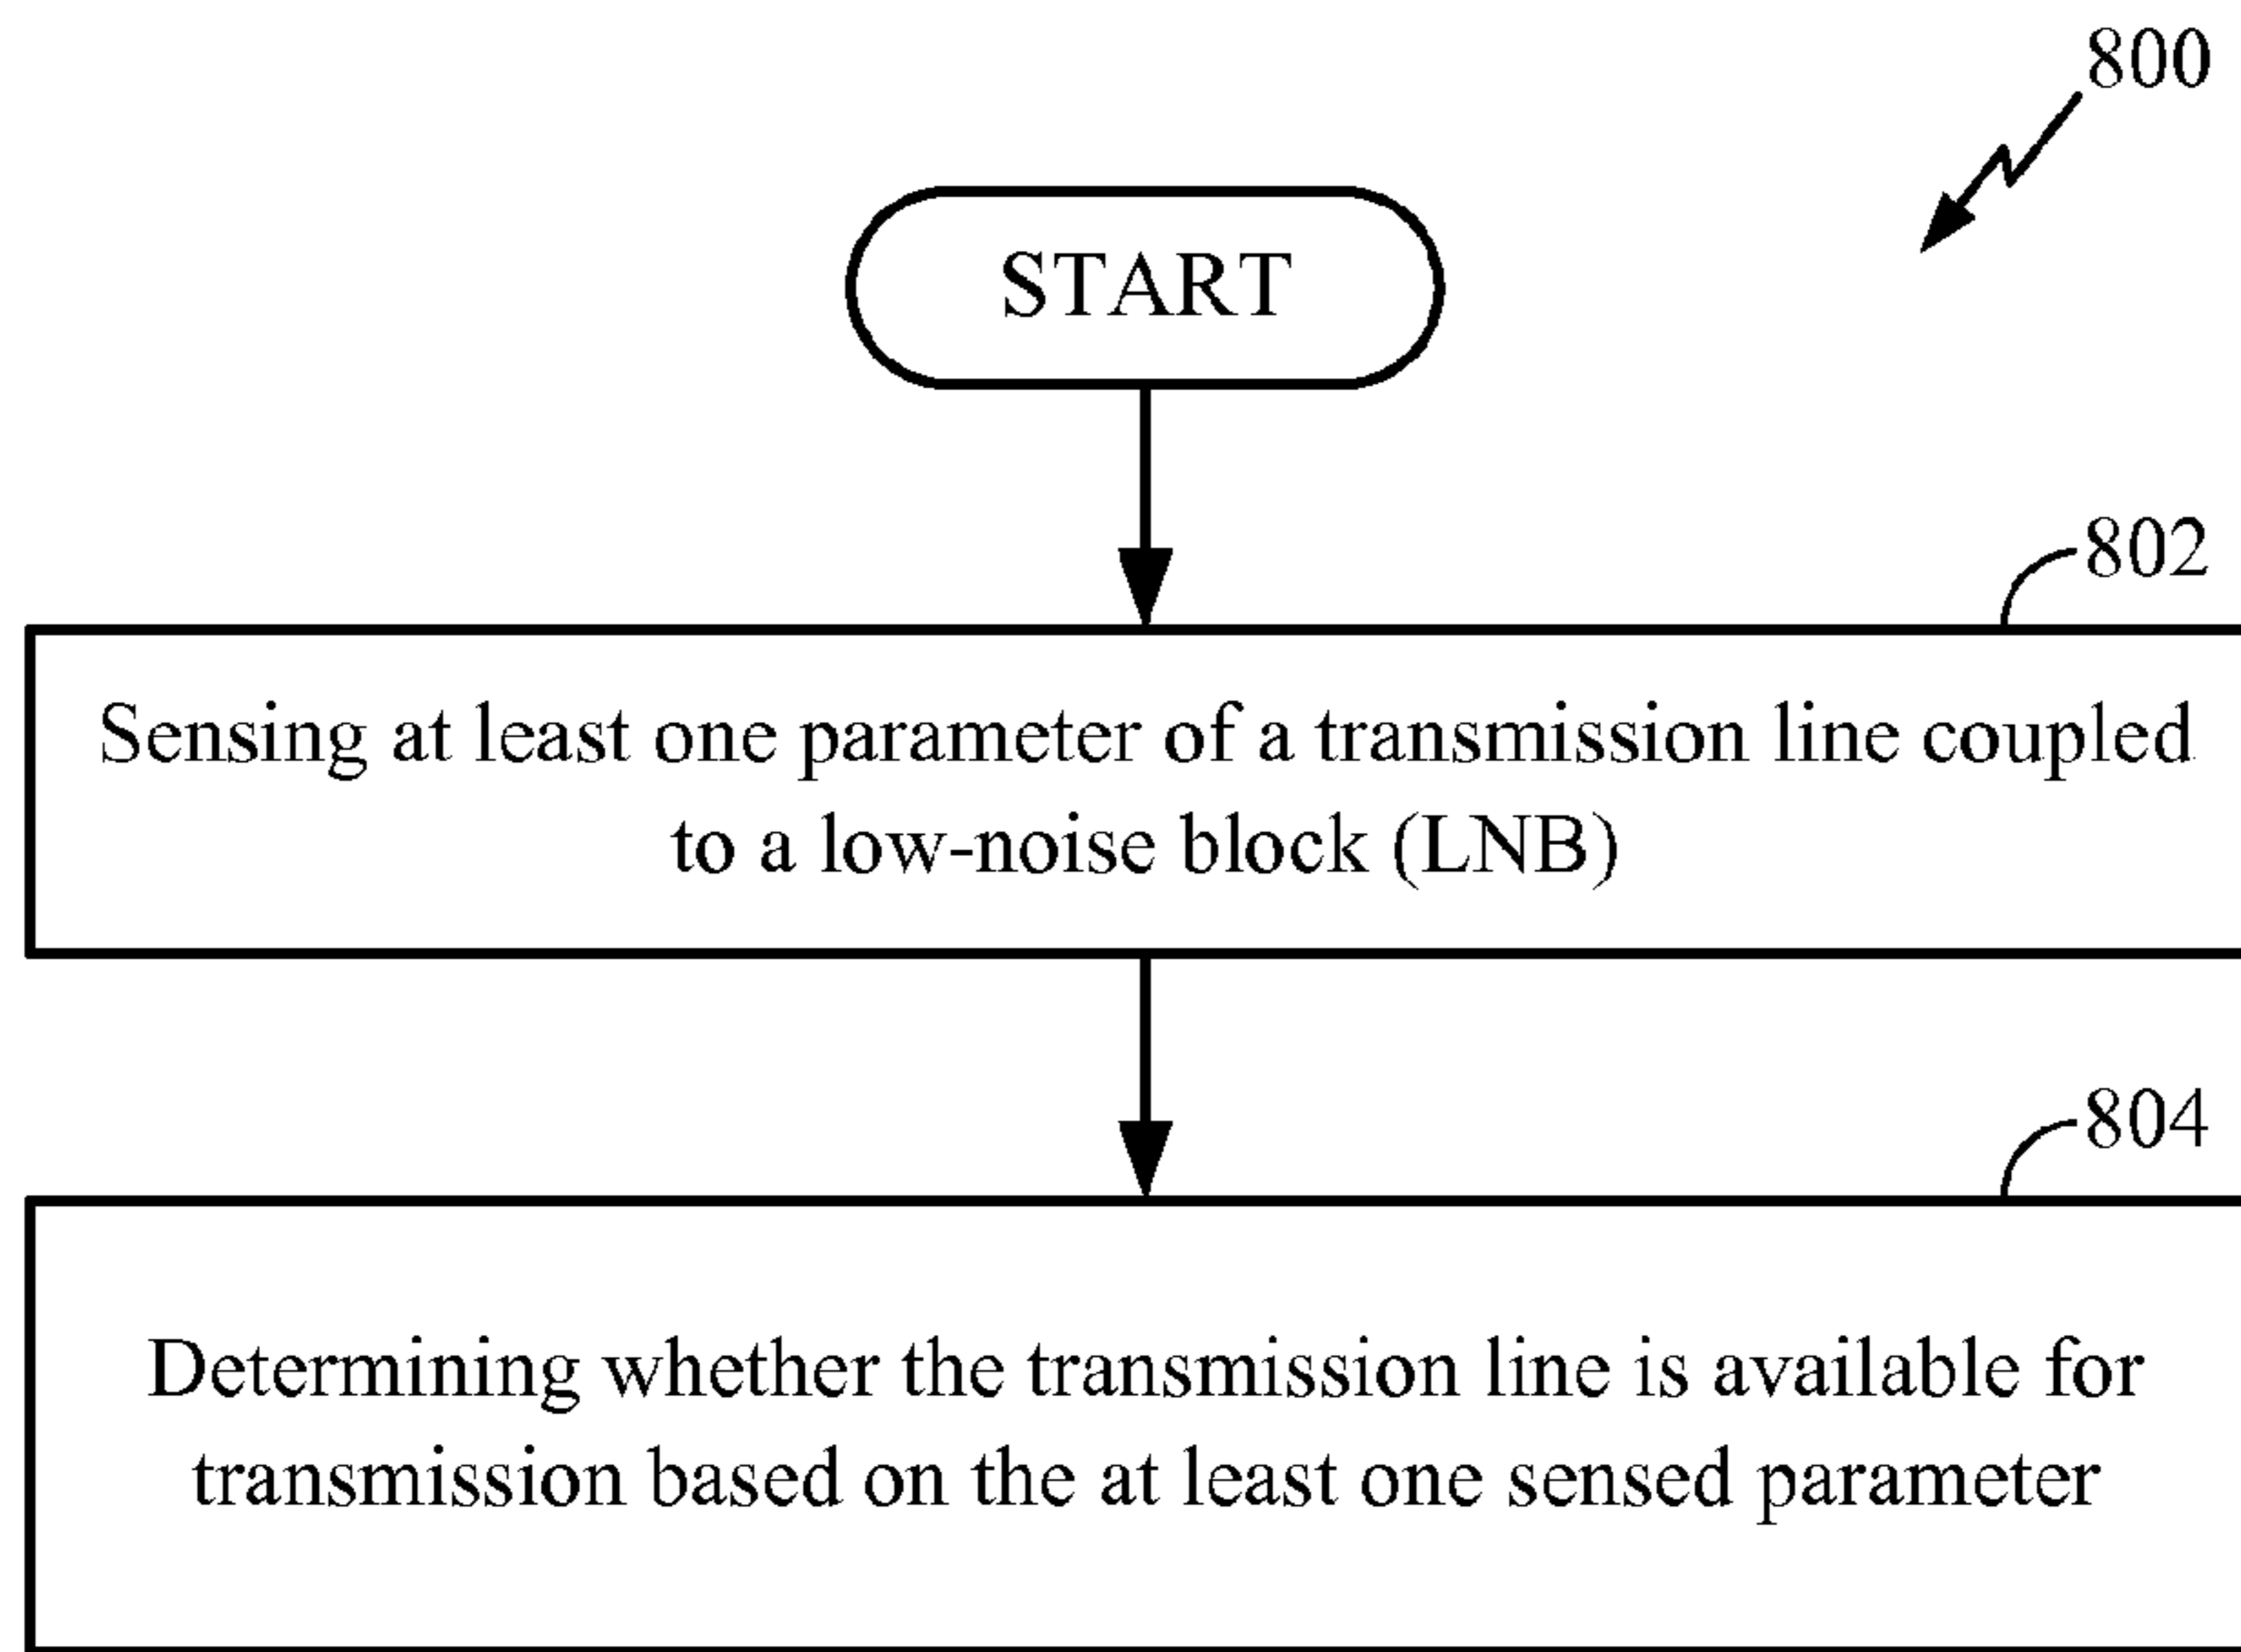 800
START
802
Sensing at least one parameter of a transmission line coupled
to a low-noise block (LNB)
804
Determining whether the transmission line is available for
transmission based on the at least one sensed parameter